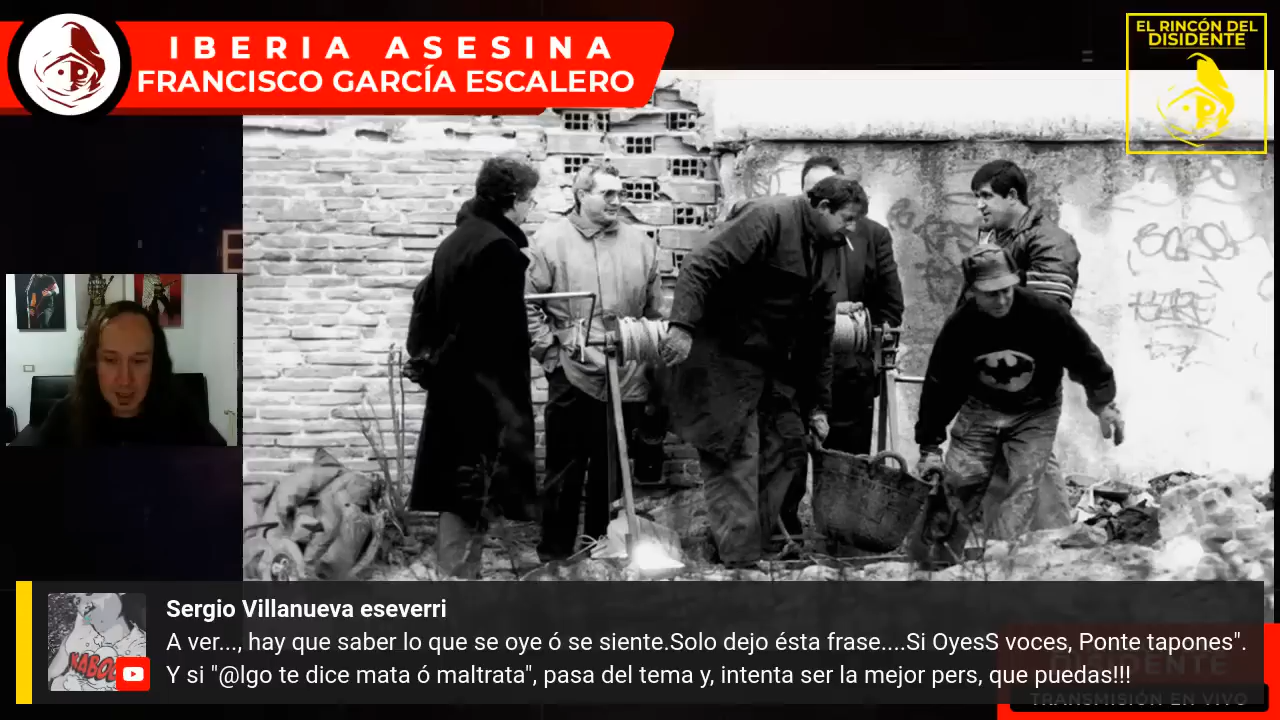 IBERIA ASESINA
FRANCISCO GARCÍA ESCALERO
EL RINCÓN DEL
DISIDENTE
Sergio Villanueva eseverri
A ver..., hay que saber lo que se oye ó se siente.Solo dejo ésta frase....Si OyesS voces, Ponte tapones".
Y si "@lgo te dice mata ó maltrata", pasa del tema y, intenta ser la mejor pers, que puedas!!!
KABOO
DISIDENTE
TRANSMISIÓN EN VIVO